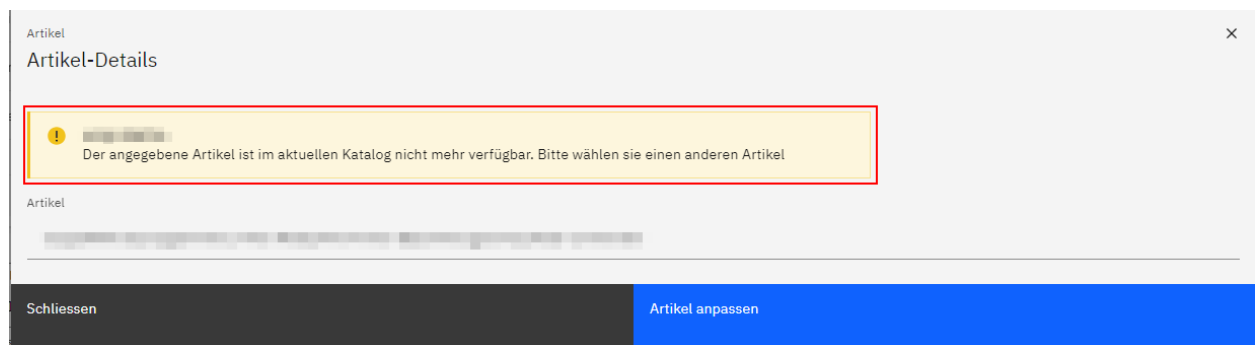 Artikel
Artikel-Details
Der angegebene Artikel ist im aktuellen Katalog nicht mehr verfügbar. Bitte wählen sie einen anderen Artikel
Artikel
Schliessen
Artikel anpassen